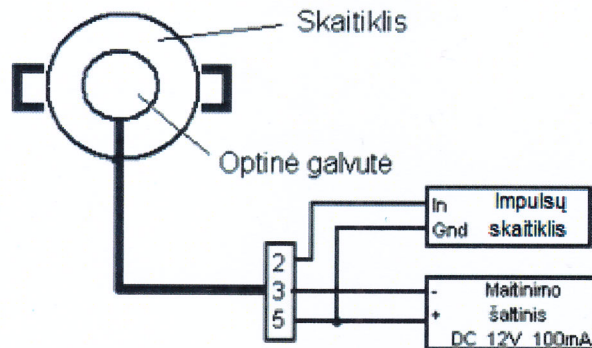 Skaitiklis
Optinė galvutė
In Impulsų
Gnd skaitiklis
2
3
5
- Maitinimo
+ šaltinis
DC 12V 100mA